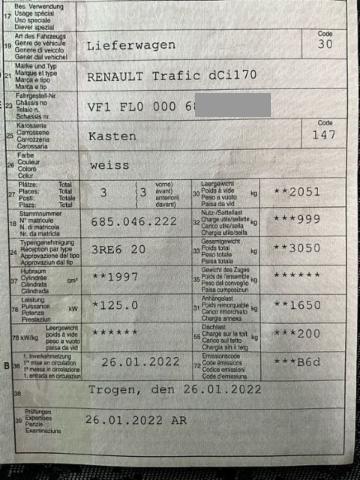 Bes. Verwendung
17 Usage spécial
Uso speciale
Diever spezial
Art des Fahrzeugs
19 Genre de véhicule
Genere di veicolo
Gener dal vehichel
Lieferwagen
Code
30
Marke und Typ
21 Marque et type
Marca e tipo
Marca e tip
RENAULT Trafic dCi170
Fahrgestell-Nr.
E 23 Châssis no
Telaio n.
Schassis nr.
VF1 FL0 000 6
Karosserie
25 Carrosserie
Carrozzeria
Carossaria
Kasten
Code
147
Farbe
26 Couleur
Colore
Colur
weiss
Plätze: Total
27 Places: Total
Posti: Totale
Plazs: Total
3 (3
vorne)
avant)
anteriori
davant)
Leergewicht
30 Poids à vide kg
Peso a vuoto
Paisa da vid
**2051
Stammnummer
18 N° matricule
N. di matricola
Nr. da matricla
685.046.222
Nutz-/Sattellast
32 Charge utile/sellette kg
Carico utile/sella
Chargia utila/sella
***999
Typengenehmigung
Réception par type
Approvazione del tipo
Approvaziun dal tip
3RE6 20
Gesamtgewicht
33 Poids total kg
Peso totale
Paisa totala
**3050
Hubraum
37 Cylindrée cm³
Cilindrata
Cilindrada
**1997
Gewicht des Zuges
35 Poids de l'ensemble kg
Peso del convoglio
Paisa cumposiziun
******
Leistung
76 Puissance kW
Potenza
Prestaziun
*125.0
Anhängelast
31 Poids remorquable kg
Carico rimorchiato
Chargia annexa
**1650
Leergewicht
78 kW/kg poids à vide
peso a vuoto
paisa da vid
******
Dachlast
55 Charge sur le toit kg
Carico sul tetto
Chargia sin il tetg
***200
B 36
1. Inverkehrsetzung
1re mise en circulation
1a messa in circolazione
1. entrada en circulaziun
26.01.2022
Emissionscode
72 Code émissions
Codice emissioni
Code d'emissiuns
***B6d
38 Trogen, den 26.01.2022
Prüfungen
39 Expertises
Perizie
Examinaziuns
26.01.2022 AR